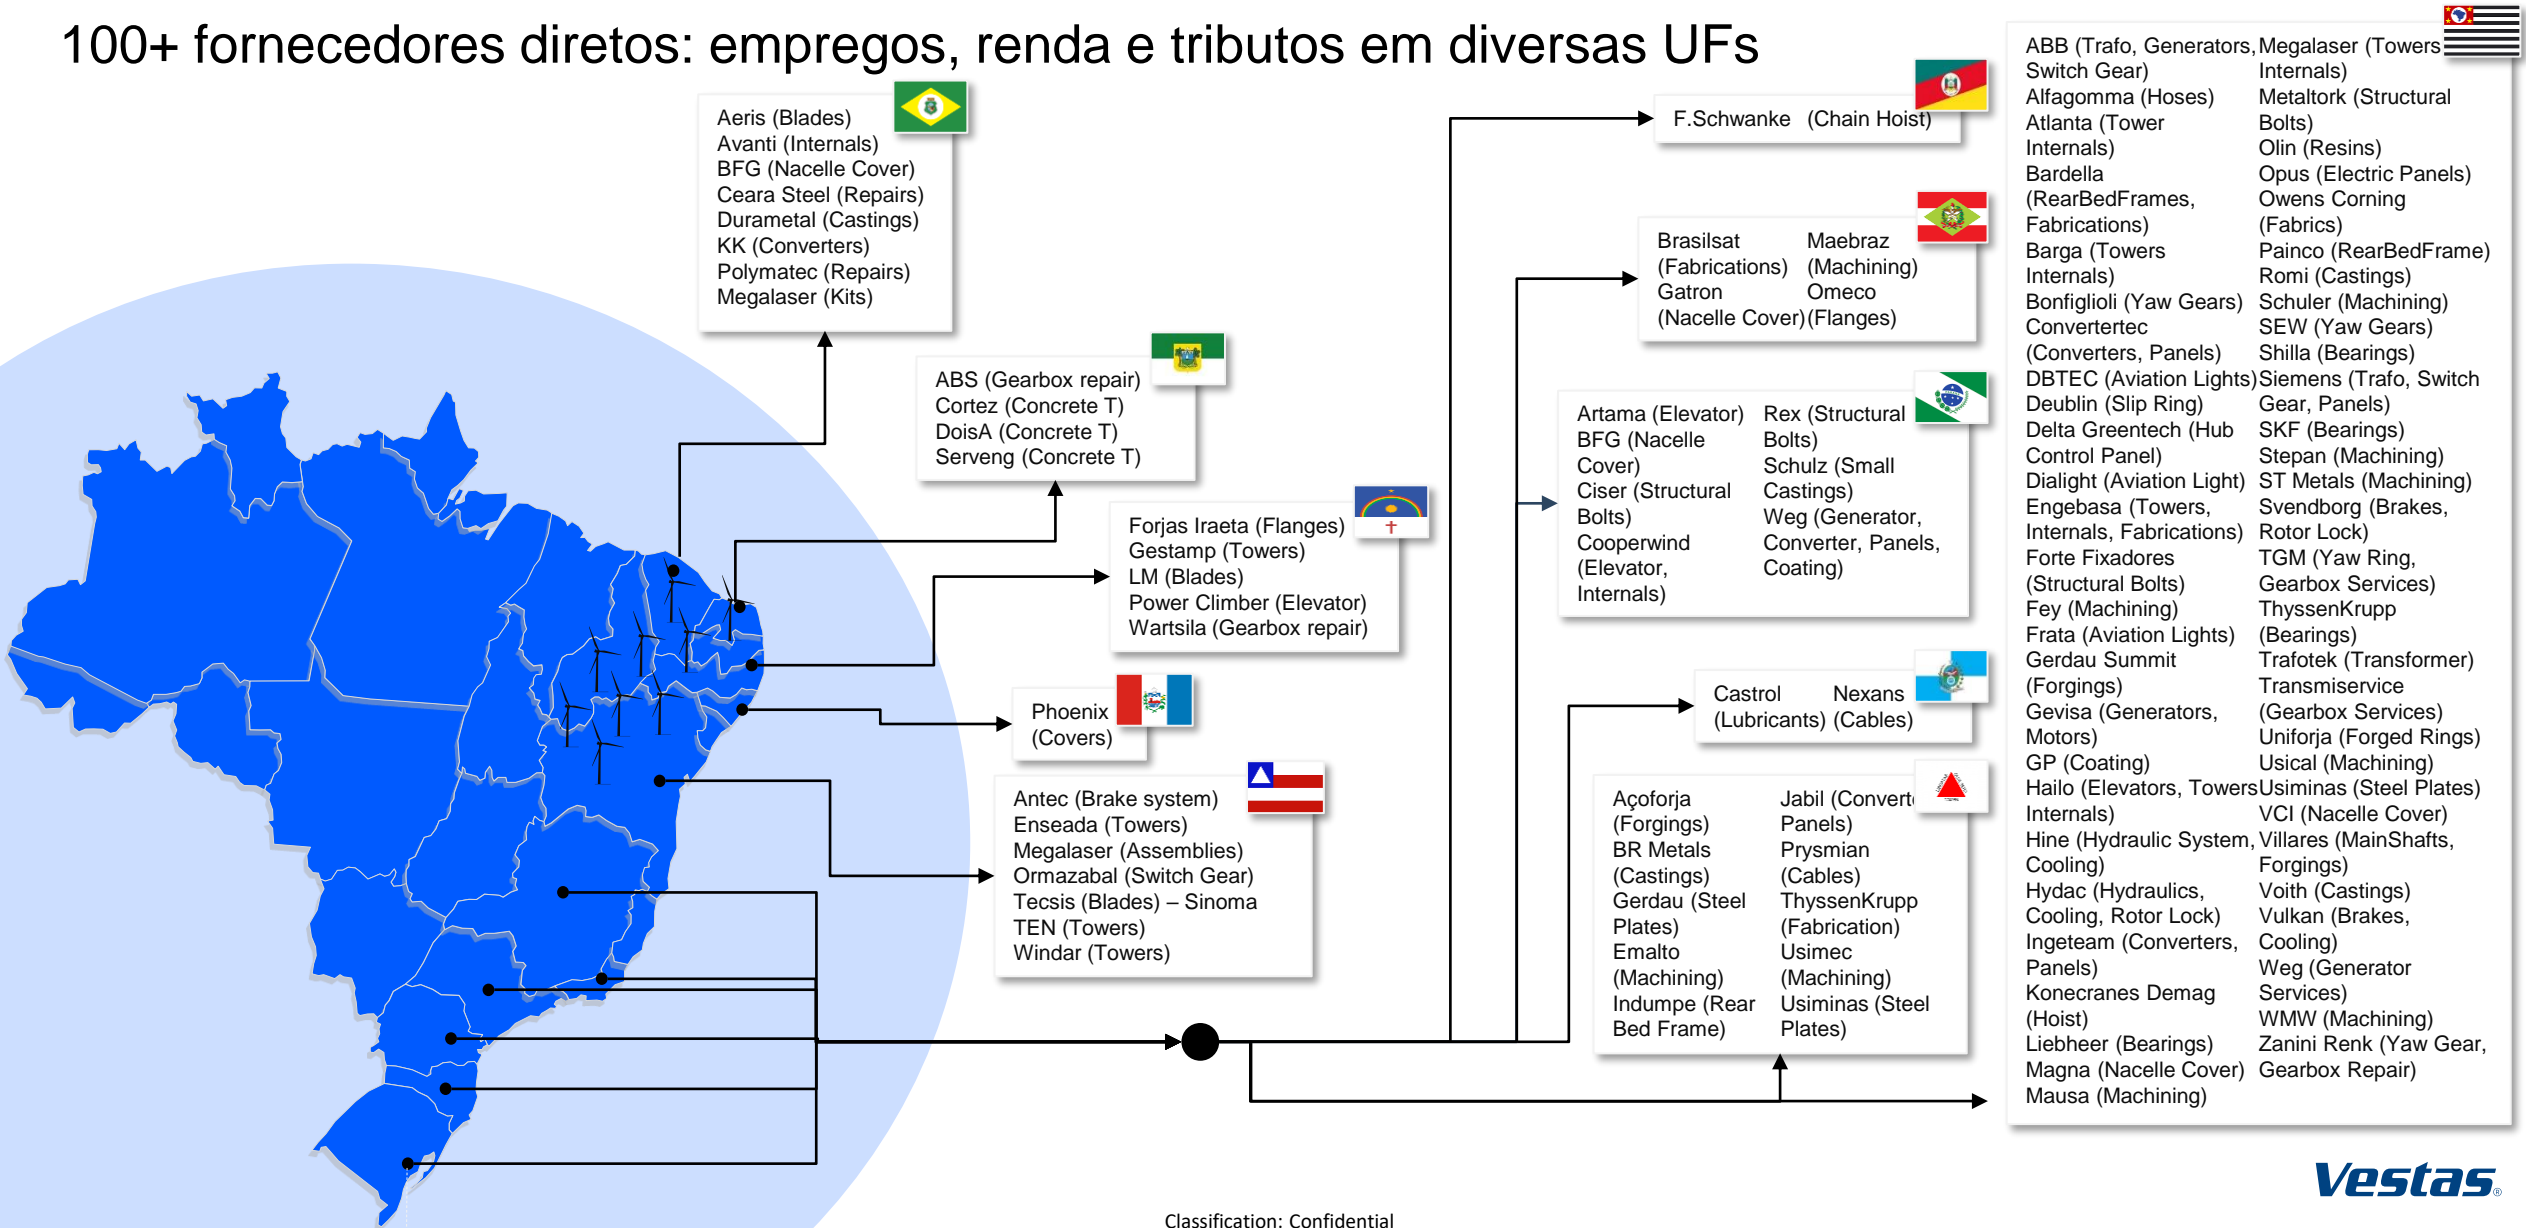 100+ fornecedores diretos: empregos, renda e tributos em diversas UFs
Aeris (Blades)
Avanti (Internals)
BFG (Nacelle Cover)
Ceara Steel (Repairs)
Durametal (Castings)
KK (Converters)
Polymatec (Repairs)
Megalaser (Kits)
ABS (Gearbox repair)
Cortez (Concrete T)
DoisA (Concrete T)
Serveng (Concrete T)
Forjas Iraeta (Flanges)
Gestamp (Towers)
LM (Blades)
Power Climber (Elevator)
Wartsila (Gearbox repair)
Phoenix
(Covers)
Antec (Brake system)
Enseada (Towers)
Megalaser (Assemblies)
Ormazabal (Switch Gear)
Tecsis (Blades) – Sinoma
TEN (Towers)
Windar (Towers)
F.Schwanke (Chain Hoist)
Brasilsat
(Fabrications)
Gatron
(Nacelle Cover)
Maebraz
(Machining)
Omeco
(Flanges)
Artama (Elevator)
BFG (Nacelle
Cover)
Ciser (Structural
Bolts)
Cooperwind
(Elevator,
Internals)
Rex (Structural
Bolts)
Schulz (Small
Castings)
Weg (Generator,
Converter, Panels,
Coating)
Castrol
(Lubricants)
Nexans
(Cables)
Açoforja
(Forgings)
BR Metals
(Castings)
Gerdau (Steel
Plates)
Emalto
(Machining)
Indumpe (Rear
Bed Frame)
Jabil (Converte
Panels)
Prysmian
(Cables)
ThyssenKrupp
(Fabrication)
Usimec
(Machining)
Usiminas (Steel
Plates)
ABB (Trafo, Generators,
Switch Gear)
Alfagomma (Hoses)
Atlanta (Tower
Internals)
Bardella
(RearBedFrames,
Fabrications)
Barga (Towers
Internals)
Bonfiglioli (Yaw Gears)
Convertertec
(Converters, Panels)
DBTEC (Aviation Lights)
Deublin (Slip Ring)
Delta Greentech (Hub
Control Panel)
Dialight (Aviation Light)
Engebasa (Towers,
Internals, Fabrications)
Forte Fixadores
(Structural Bolts)
Fey (Machining)
Frata (Aviation Lights)
Gerdau Summit
(Forgings)
Gevisa (Generators,
Motors)
GP (Coating)
Hailo (Elevators, Towers
Internals)
Hine (Hydraulic System,
Cooling)
Hydac (Hydraulics,
Cooling, Rotor Lock)
Ingeteam (Converters,
Panels)
Konecranes Demag
(Hoist)
Liebheer (Bearings)
Magna (Nacelle Cover)
Mausa (Machining)
Megalaser (Towers
Internals)
Metaltork (Structural
Bolts)
Olin (Resins)
Opus (Electric Panels)
Owens Corning
(Fabrics)
Painco (RearBedFrame)
Romi (Castings)
Schuler (Machining)
SEW (Yaw Gears)
Shilla (Bearings)
Siemens (Trafo, Switch
Gear, Panels)
SKF (Bearings)
Stepan (Machining)
ST Metals (Machining)
Svendborg (Brakes,
Rotor Lock)
TGM (Yaw Ring,
Gearbox Services)
ThyssenKrupp
(Bearings)
Trafotek (Transformer)
Transmiservice
(Gearbox Services)
Uniforja (Forged Rings)
Usical (Machining)
Usiminas (Steel Plates)
VCI (Nacelle Cover)
Villares (MainShafts,
Forgings)
Voith (Castings)
Vulkan (Brakes,
Cooling)
Weg (Generator
Services)
WMW (Machining)
Zanini Renk (Yaw Gear,
Gearbox Repair)
Vestas®
Classification: Confidential